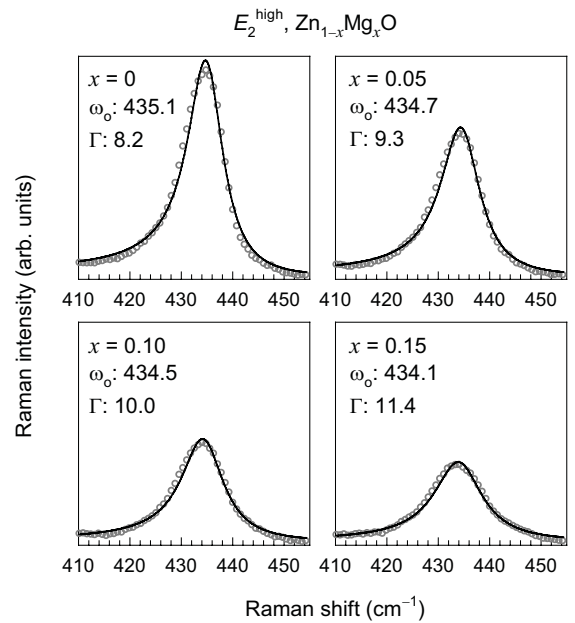 E₂ʰⁱᵍʰ, Zn₁₋ₓMgₓO
Raman intensity (arb. units)
x = 0
ωₒ: 435.1
Γ: 8.2
410 420 430 440 450
x = 0.05
ωₒ: 434.7
Γ: 9.3
410 420 430 440 450
x = 0.10
ωₒ: 434.5
Γ: 10.0
410 420 430 440 450
x = 0.15
ωₒ: 434.1
Γ: 11.4
410 420 430 440 450
Raman shift (cm⁻¹)